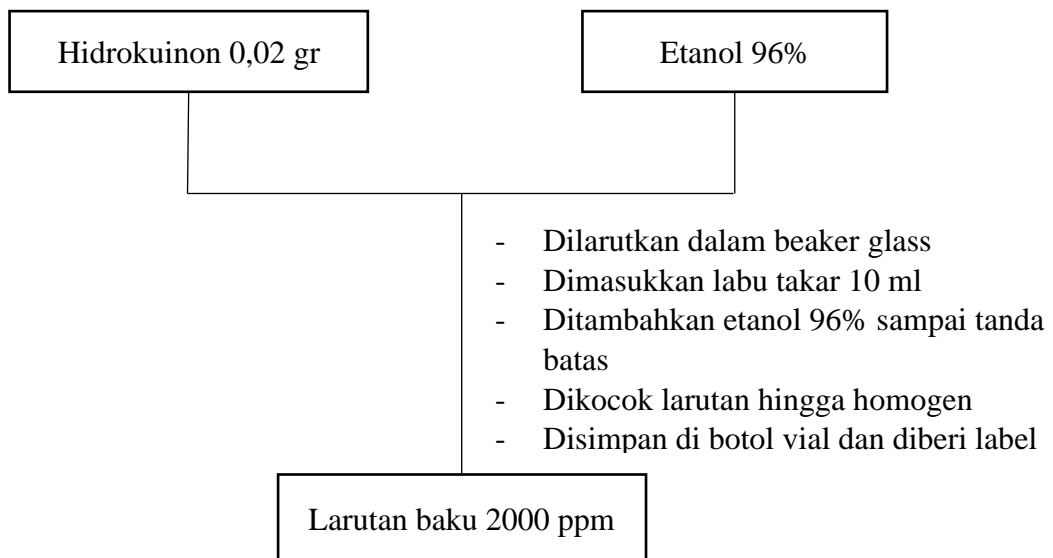 Hidrokuinon 0,02 gr
Etanol 96%
- Dilarutkan dalam beaker glass
- Dimasukkan labu takar 10 ml
- Ditambahkan etanol 96% sampai tanda
batas
- Dikocok larutan hingga homogen
- Disimpan di botol vial dan diberi label
Larutan baku 2000 ppm